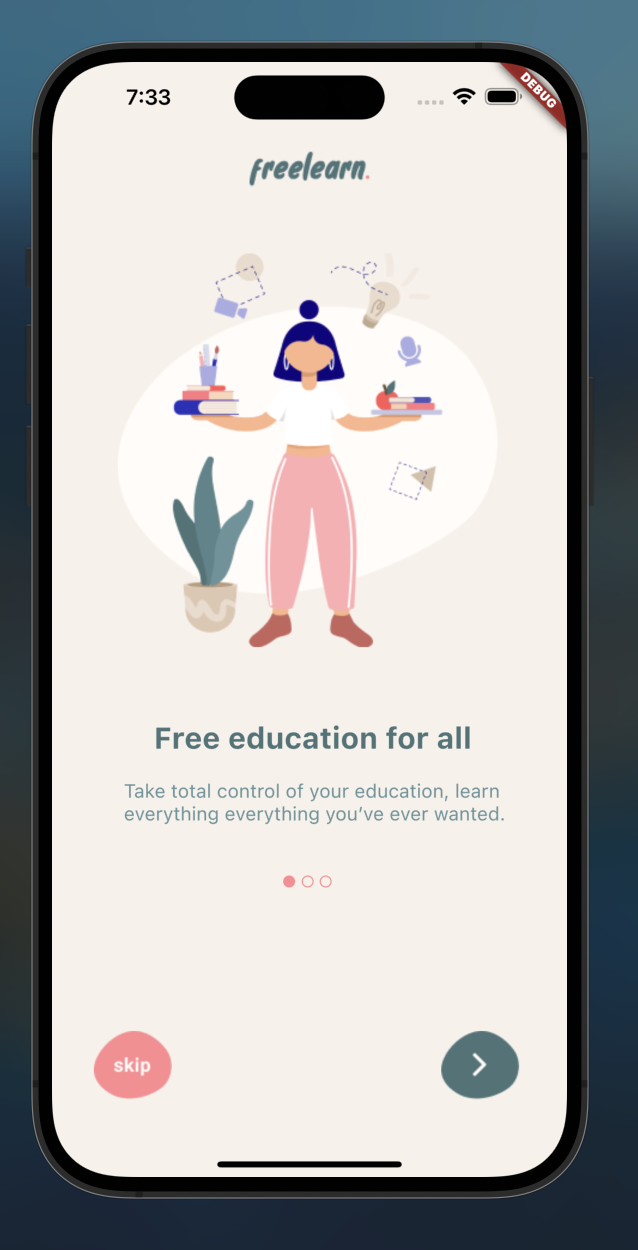 7:33
DEBUG
freelearn.
Free education for all
Take total control of your education, learn
everything everything you’ve ever wanted.
skip